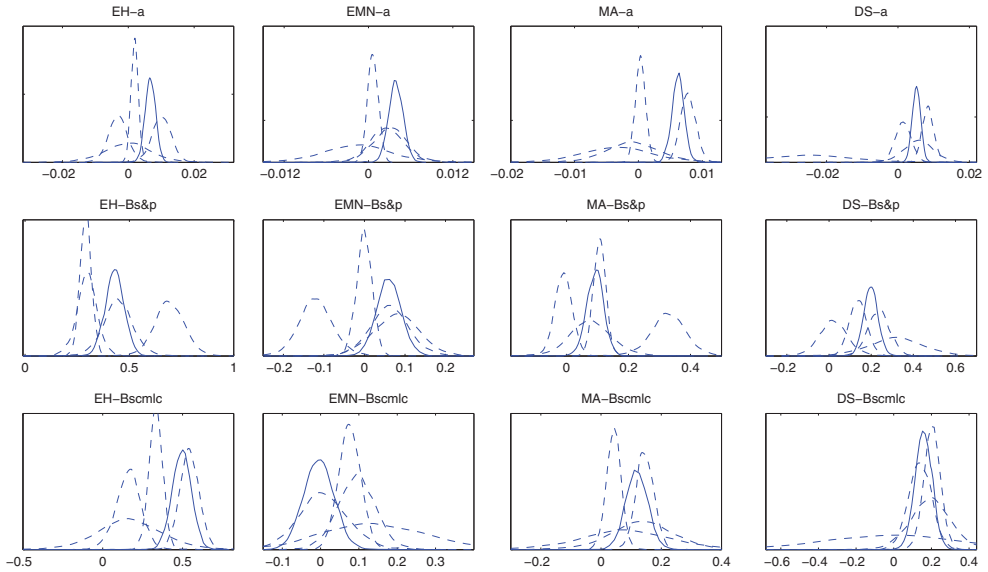 EH−a EMN−a MA−a DS−a
−0.02 0 0.02 −0.012 0 0.012 −0.02 −0.01 0 0.01 −0.02 0 0.02
EH−Bs&p EMN−Bs&p MA−Bs&p DS−Bs&p
0 0.5 1 −0.2 −0.1 0 0.1 0.2 0 0.2 0.4 −0.2 0 0.2 0.4 0.6
EH−Bscmlc EMN−Bscmlc MA−Bscmlc DS−Bscmlc
−0.5 0 0.5 −0.1 0 0.1 0.2 0.3 −0.2 0 0.2 0.4 −0.6 −0.4 −0.2 0 0.2 0.4